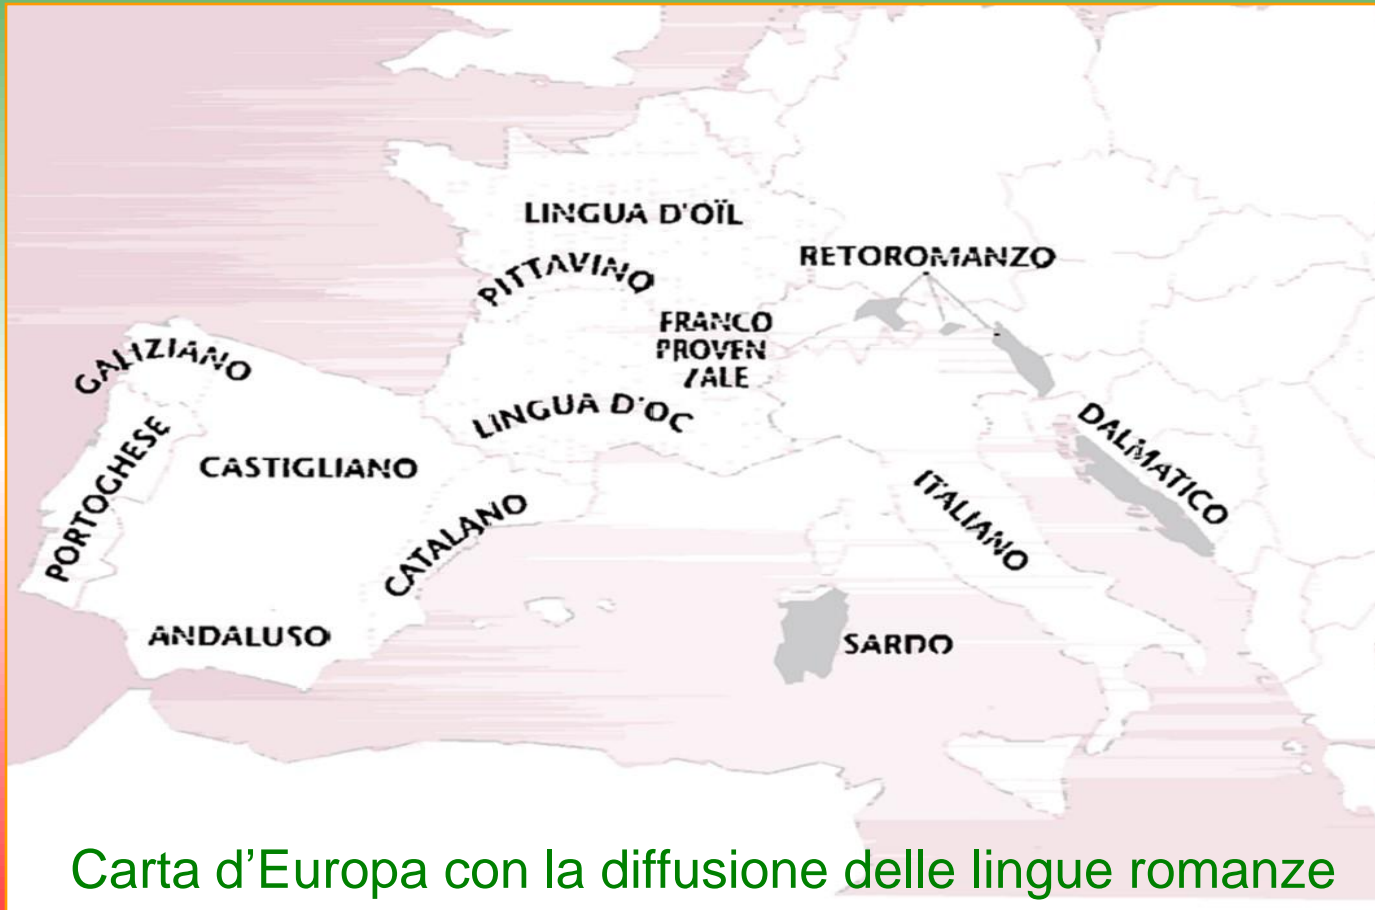 LINGUA D'OÏL
PITTAVINO
RETOROMANZO
FRANCO
PROVEN
ZALE
GALIZIANO
LINGUA D'OC
PORTOGHESE
CASTIGLIANO
CATALANO
DALMATICO
ITALIANO
ANDALUSO
SARDO
Carta d’Europa con la diffusione delle lingue romanze